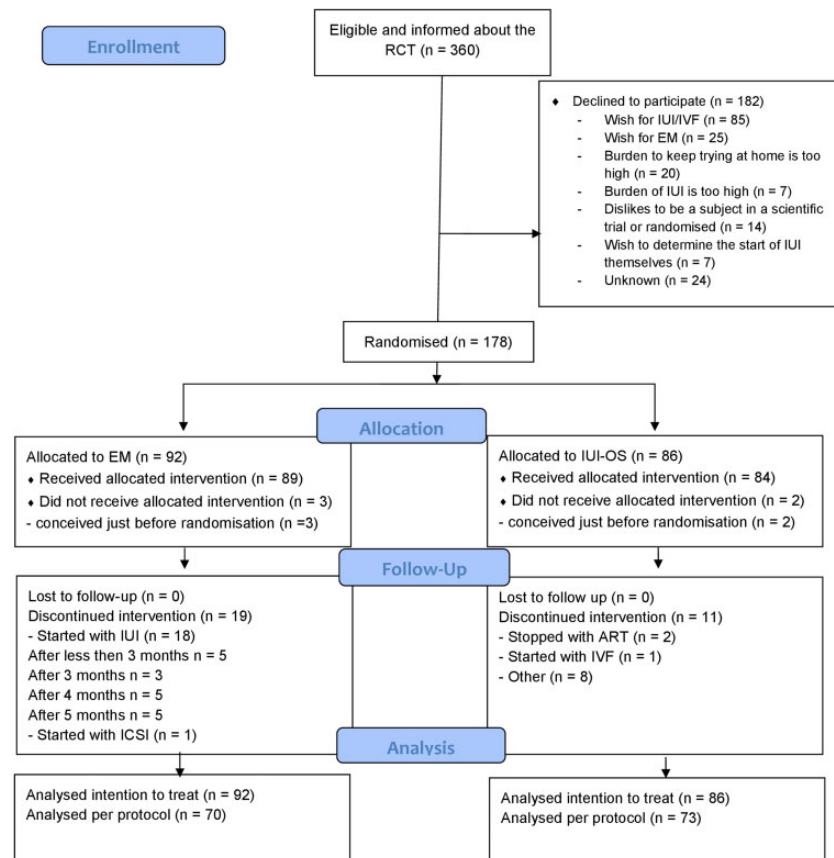 Enrollment
Eligible and informed about the
RCT (n = 360)
♦ Declined to participate (n = 182)
- Wish for IUI/IVF (n = 85)
- Wish for EM (n = 25)
- Burden to keep trying at home is too
high (n = 20)
- Burden of IUI is too high (n = 7)
- Dislikes to be a subject in a scientific
trial or randomised (n = 14)
- Wish to determine the start of IUI
themselves (n = 7)
- Unknown (n = 24)
Randomised (n = 178)
Allocation
Allocated to EM (n = 92)
♦ Received allocated intervention (n = 89)
♦ Did not receive allocated intervention (n = 3)
- conceived just before randomisation (n =3)
Allocated to IUI-OS (n = 86)
♦ Received allocated intervention (n = 84)
♦ Did not receive allocated intervention (n = 2)
- conceived just before randomisation (n = 2)
Follow-Up
Lost to follow-up (n = 0)
Discontinued intervention (n = 19)
- Started with IUI (n = 18)
After less then 3 months n = 5
After 3 months n = 3
After 4 months n = 5
After 5 months n = 5
- Started with ICSI (n = 1)
Lost to follow up (n = 0)
Discontinued intervention (n = 11)
- Stopped with ART (n = 2)
- Started with IVF (n = 1)
- Other (n = 8)
Analysis
Analysed intention to treat (n = 92)
Analysed per protocol (n = 70)
Analysed intention to treat (n = 86)
Analysed per protocol (n = 73)